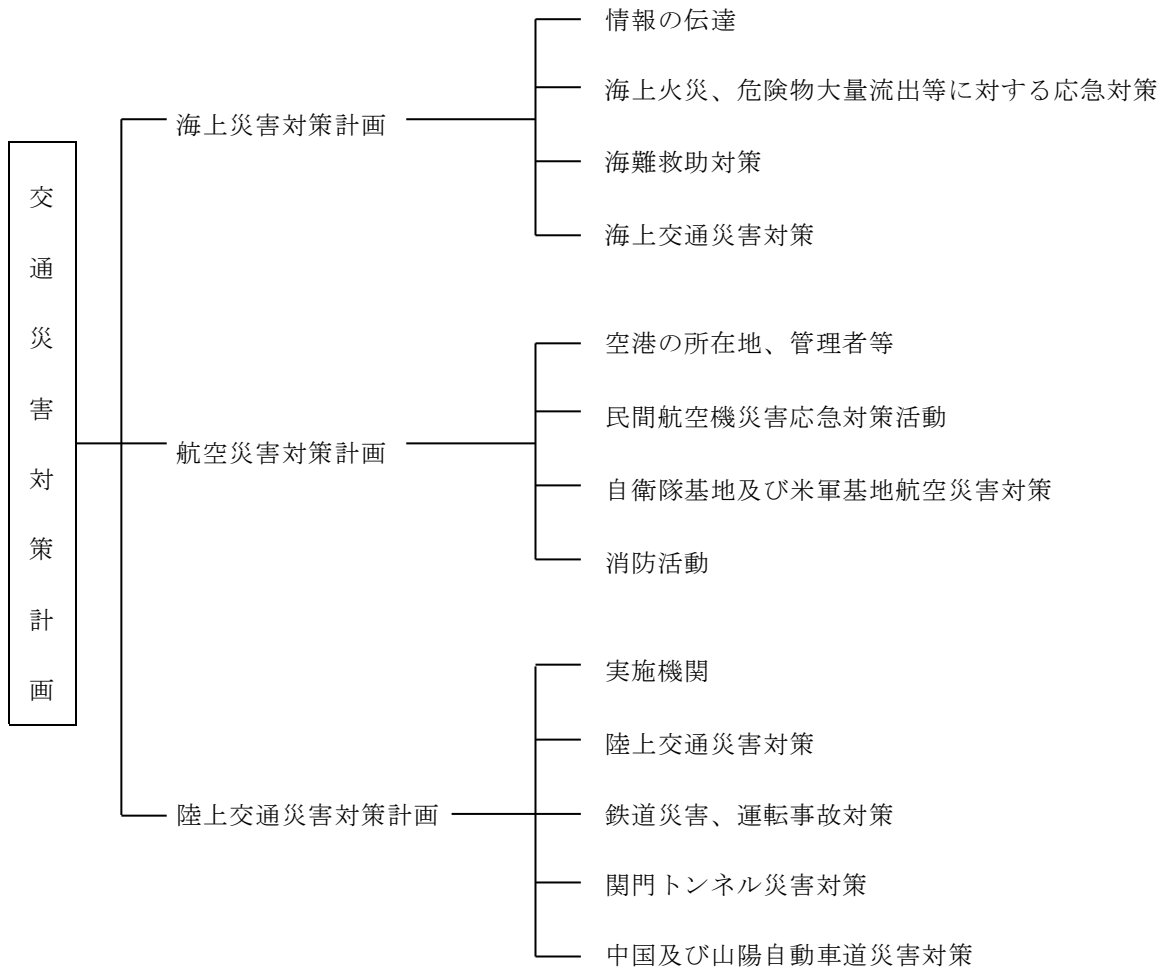 交通災害対策計画
海上災害対策計画
情報の伝達
海上火災、危険物大量流出等に対する応急対策
海難救助対策
海上交通災害対策
航空災害対策計画
空港の所在地、管理者等
民間航空機災害応急対策活動
自衛隊基地及び米軍基地航空災害対策
消防活動
陸上交通災害対策計画
実施機関
陸上交通災害対策
鉄道災害、運転事故対策
関門トンネル災害対策
中国及び山陽自動車道災害対策